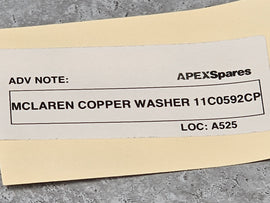 ADV NOTE: APEXSpares
MCLAREN COPPER WASHER 11C0592CP
LOC: A525